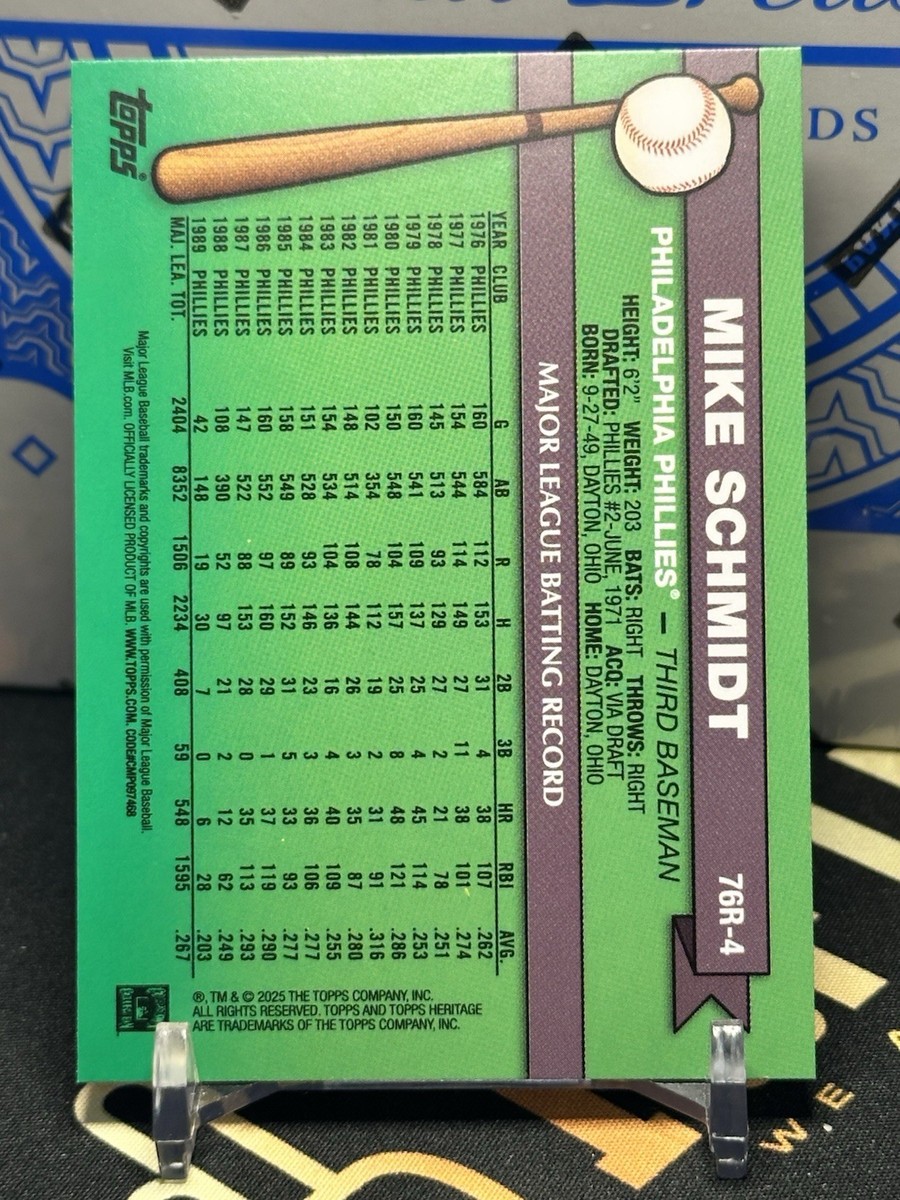 MIKE SCHMIDT 76R-4
PHILADELPHIA PHILLIES® – THIRD BASEMAN
HEIGHT: 6'2" WEIGHT: 203 BATS: RIGHT THROWS: RIGHT
DRAFTED: PHILLIES #2-JUNE, 1971 ACQ: VIA DRAFT
BORN: 9-27-49, DAYTON, OHIO HOME: DAYTON, OHIO
MAJOR LEAGUE BATTING RECORD
YEAR CLUB G AB R H 2B 3B HR RBI AVG.
1976 PHILLIES 160 584 112 153 31 4 38 107 .262
1977 PHILLIES 154 544 114 149 27 11 38 101 .274
1978 PHILLIES 145 513 93 129 27 2 21 78 .251
1979 PHILLIES 160 541 109 137 25 4 45 114 .253
1980 PHILLIES 150 548 104 157 25 8 48 121 .286
1981 PHILLIES 102 354 78 112 19 2 31 91 .316
1982 PHILLIES 148 514 108 144 26 3 35 87 .280
1983 PHILLIES 154 534 104 136 16 4 40 109 .255
1984 PHILLIES 151 528 93 146 23 3 36 106 .277
1985 PHILLIES 158 549 89 152 31 5 33 93 .277
1986 PHILLIES 160 552 97 160 29 1 37 119 .290
1987 PHILLIES 147 522 88 153 28 0 35 113 .293
1988 PHILLIES 108 390 52 97 21 2 12 62 .249
1989 PHILLIES 42 148 19 30 7 0 6 28 .203
MAJ. LEA. TOT. 2404 8352 1506 2234 408 59 548 1595 .267
Major League Baseball trademarks and copyrights are used with permission of Major League Baseball.
Visit MLB.com. OFFICIALLY LICENSED PRODUCT OF MLB. WWW.TOPPS.COM. CODE#CMP097468
TOPPS®
®, TM & © 2025 THE TOPPS COMPANY, INC.
ALL RIGHTS RESERVED. TOPPS AND TOPPS HERITAGE
ARE TRADEMARKS OF THE TOPPS COMPANY, INC.
DS
W E A